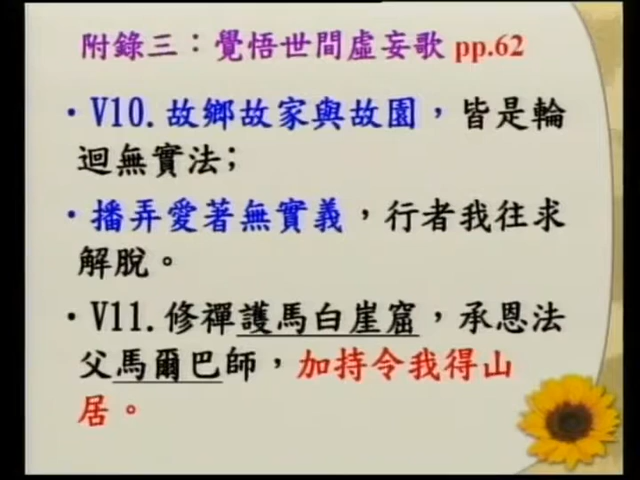 附錄三：覺悟世間虛妄歌 pp.62
• V10.故鄉故家與故園，皆是輪
迴無實法;
• 播弄愛著無實義，行者我往求
解脫。
• V11.修禪護馬白崖窟，承恩法
父馬爾巴師，加持令我得山
居。